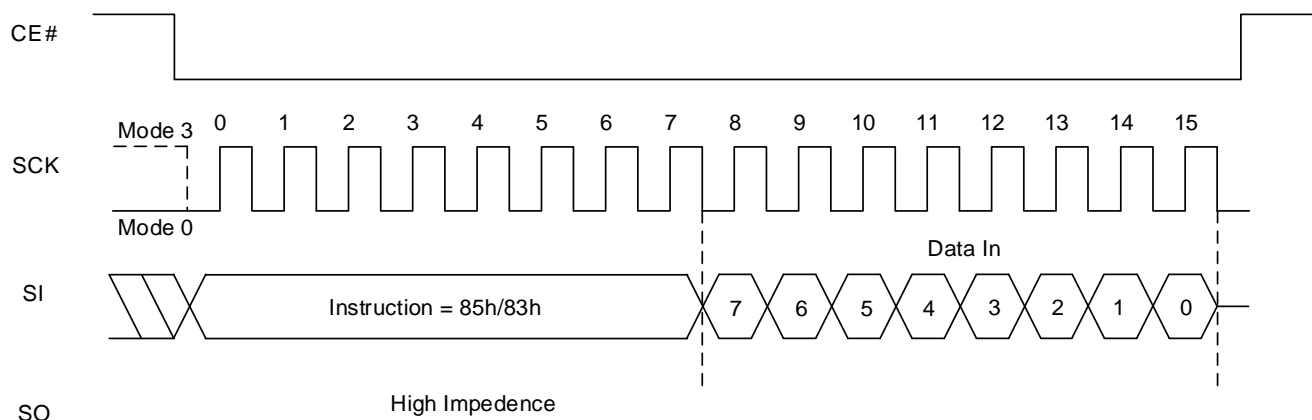 CE#
Mode 3 0 1 2 3 4 5 6 7 8 9 10 11 12 13 14 15
SCK
Mode 0
Data In
SI Instruction = 85h/83h 7 6 5 4 3 2 1 0
High Impedence
SO